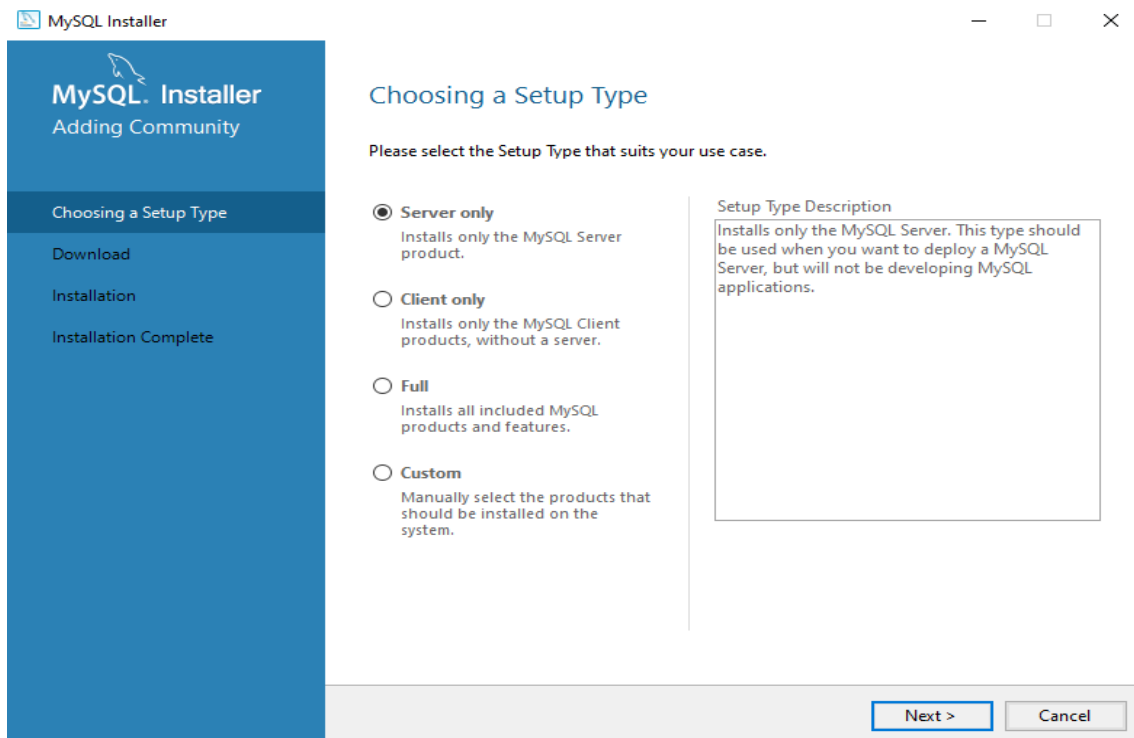 MySQL Installer
MySQL. Installer
Adding Community
Choosing a Setup Type
Download
Installation
Installation Complete
Choosing a Setup Type
Please select the Setup Type that suits your use case.
Server only
Installs only the MySQL Server
product.
Client only
Installs only the MySQL Client
products, without a server.
Full
Installs all included MySQL
products and features.
Custom
Manually select the products that
should be installed on the
system.
Setup Type Description
Installs only the MySQL Server. This type should
be used when you want to deploy a MySQL
Server, but will not be developing MySQL
applications.
Next >
Cancel